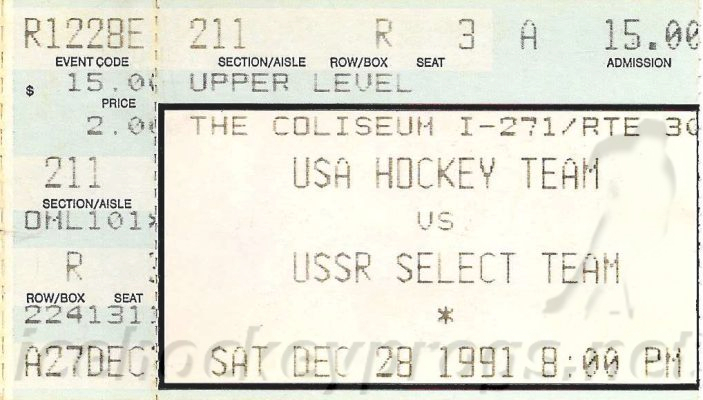 R1228E 211 R 3 A 15.00
EVENT CODE SECTION/AISLE ROW/BOX SEAT ADMISSION
$ 15.00 UPPER LEVEL
PRICE
2.00 THE COLISEUM I-271/RTE 30
211 USA HOCKEY TEAM
SECTION/AISLE
OHL101* VS
R 3 USSR SELECT TEAM
ROW/BOX SEAT
2241311 *
A27DEC SAT DEC 28 1991 8:00 PM